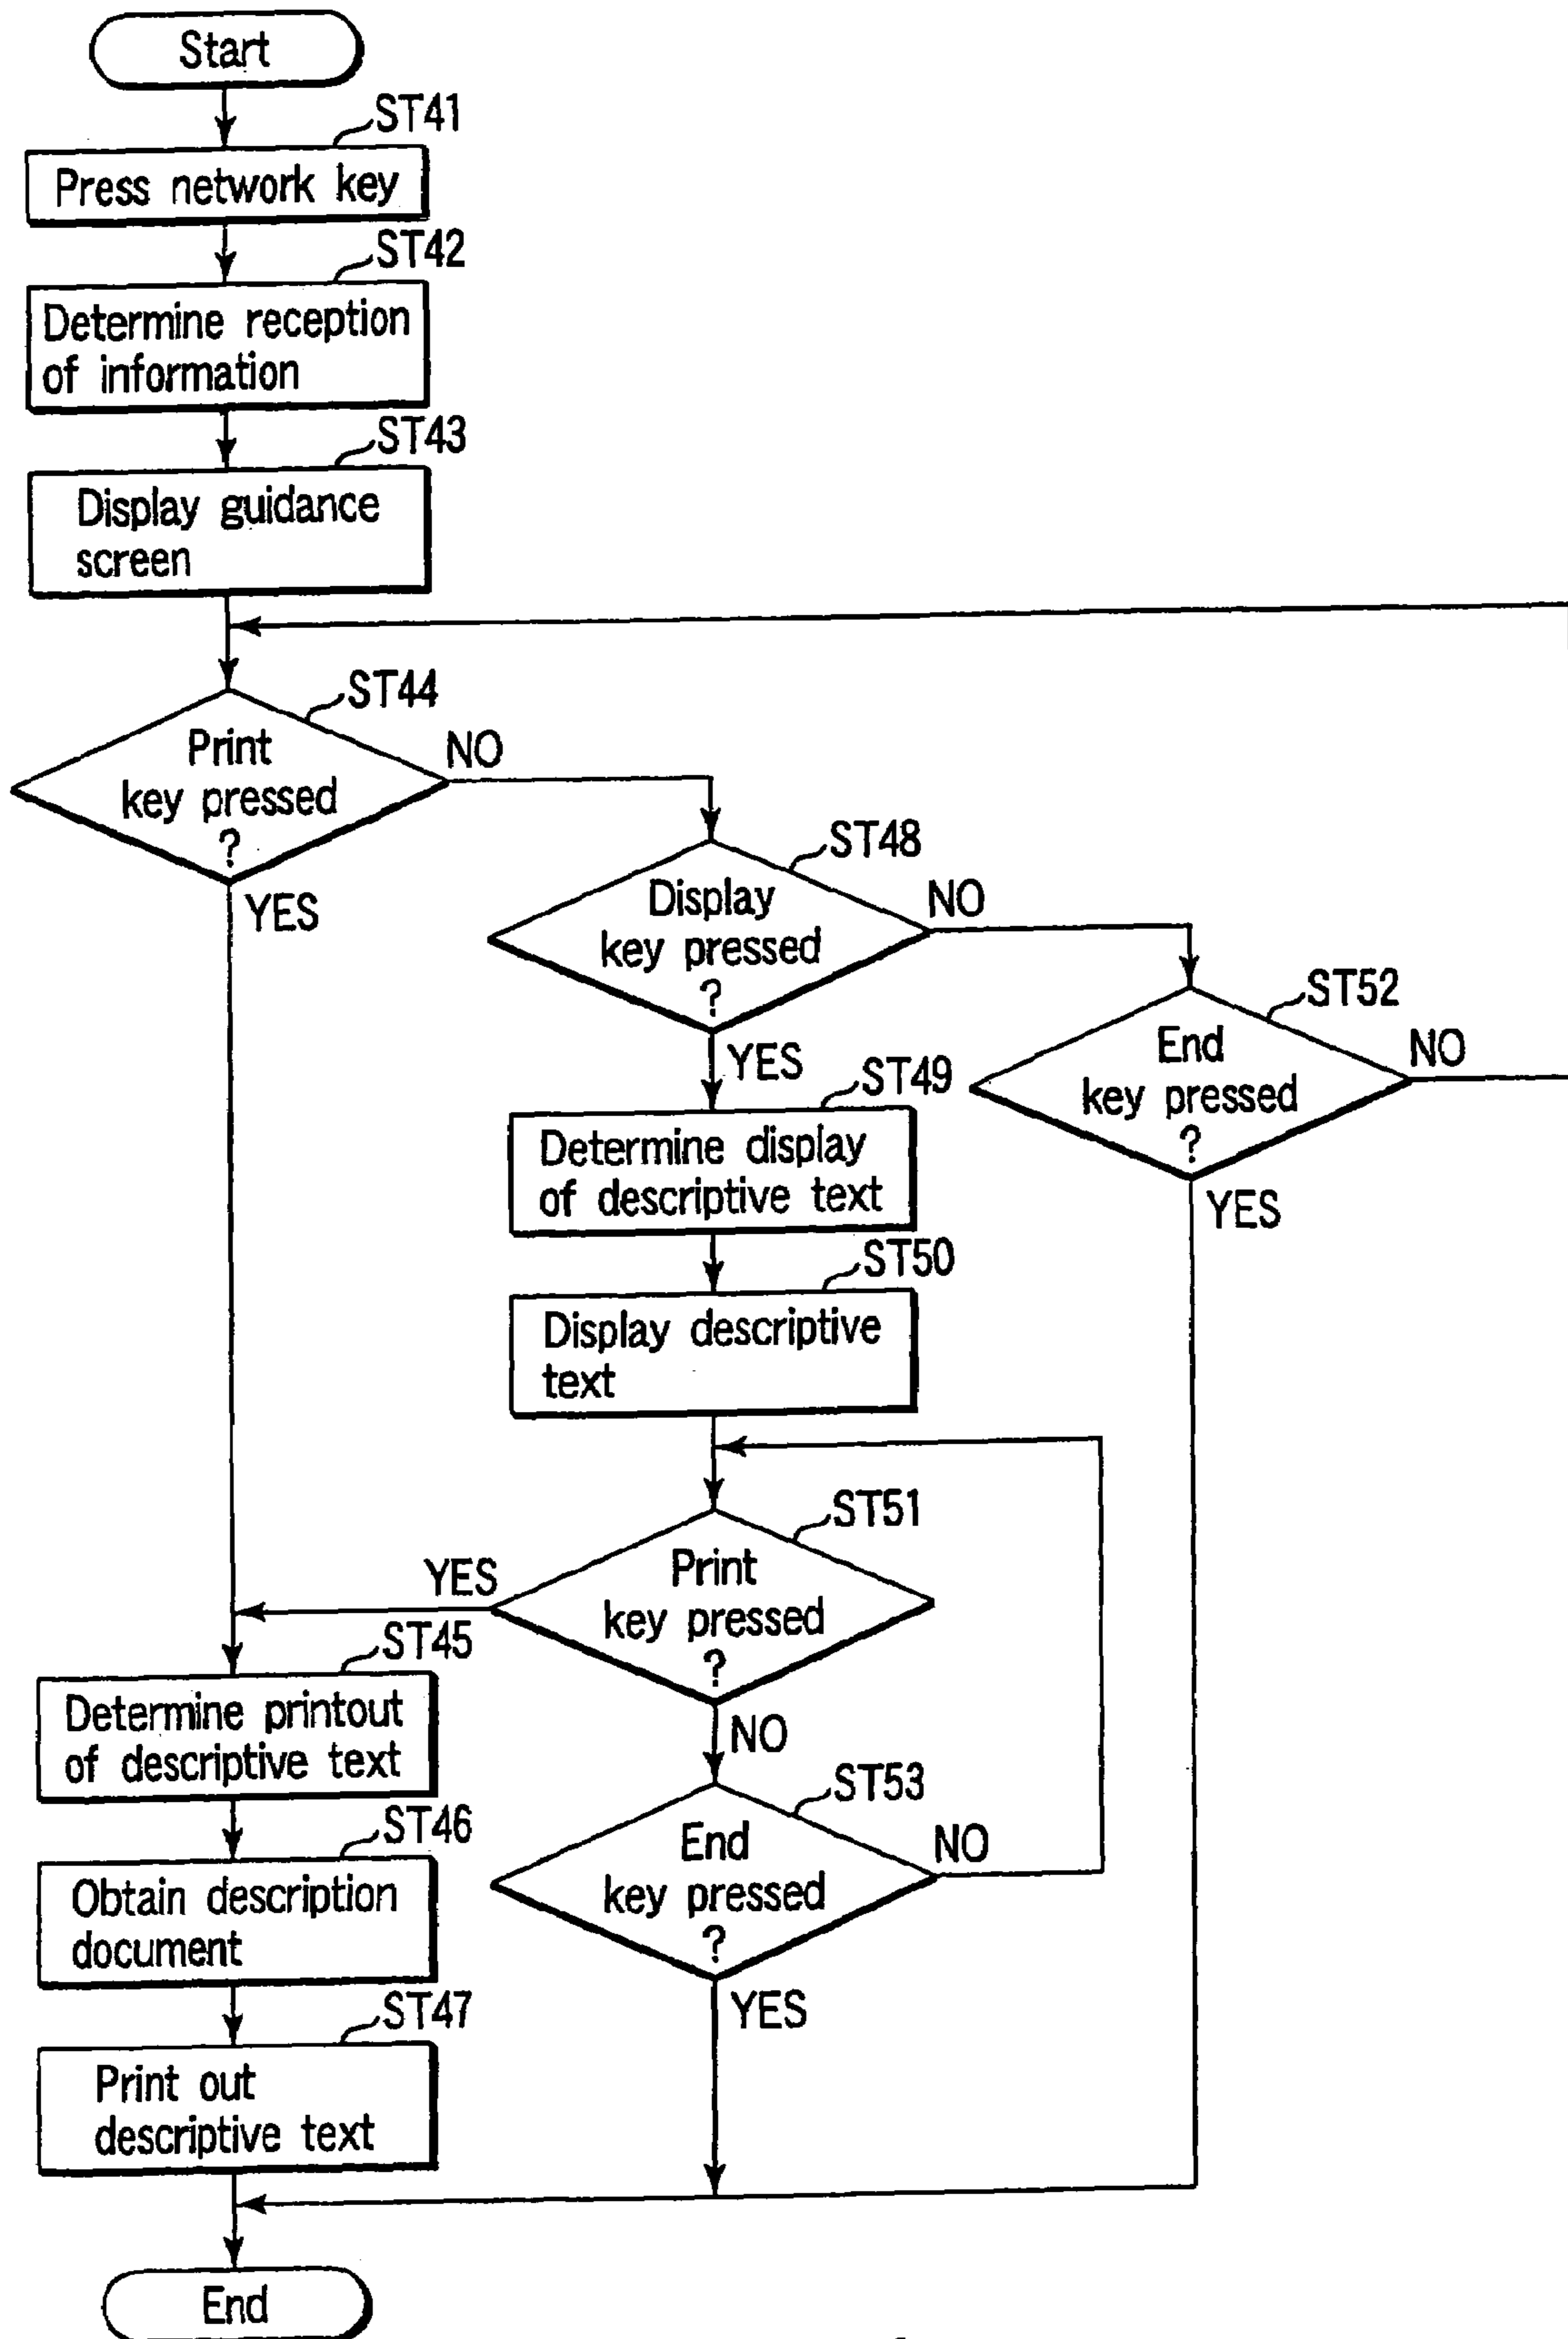 Start
ST41
Press network key
ST42
Determine reception
of information
ST43
Display guidance
screen
ST44
Print
key pressed
?
NO
YES
ST48
Display
key pressed
?
NO
YES
ST52
End
key pressed
?
NO
YES
ST49
Determine display
of descriptive text
ST50
Display descriptive
text
ST51
Print
key pressed
?
YES
NO
ST45
Determine printout
of descriptive text
ST53
End
key pressed
?
NO
YES
ST46
Obtain description
document
ST47
Print out
descriptive text
End